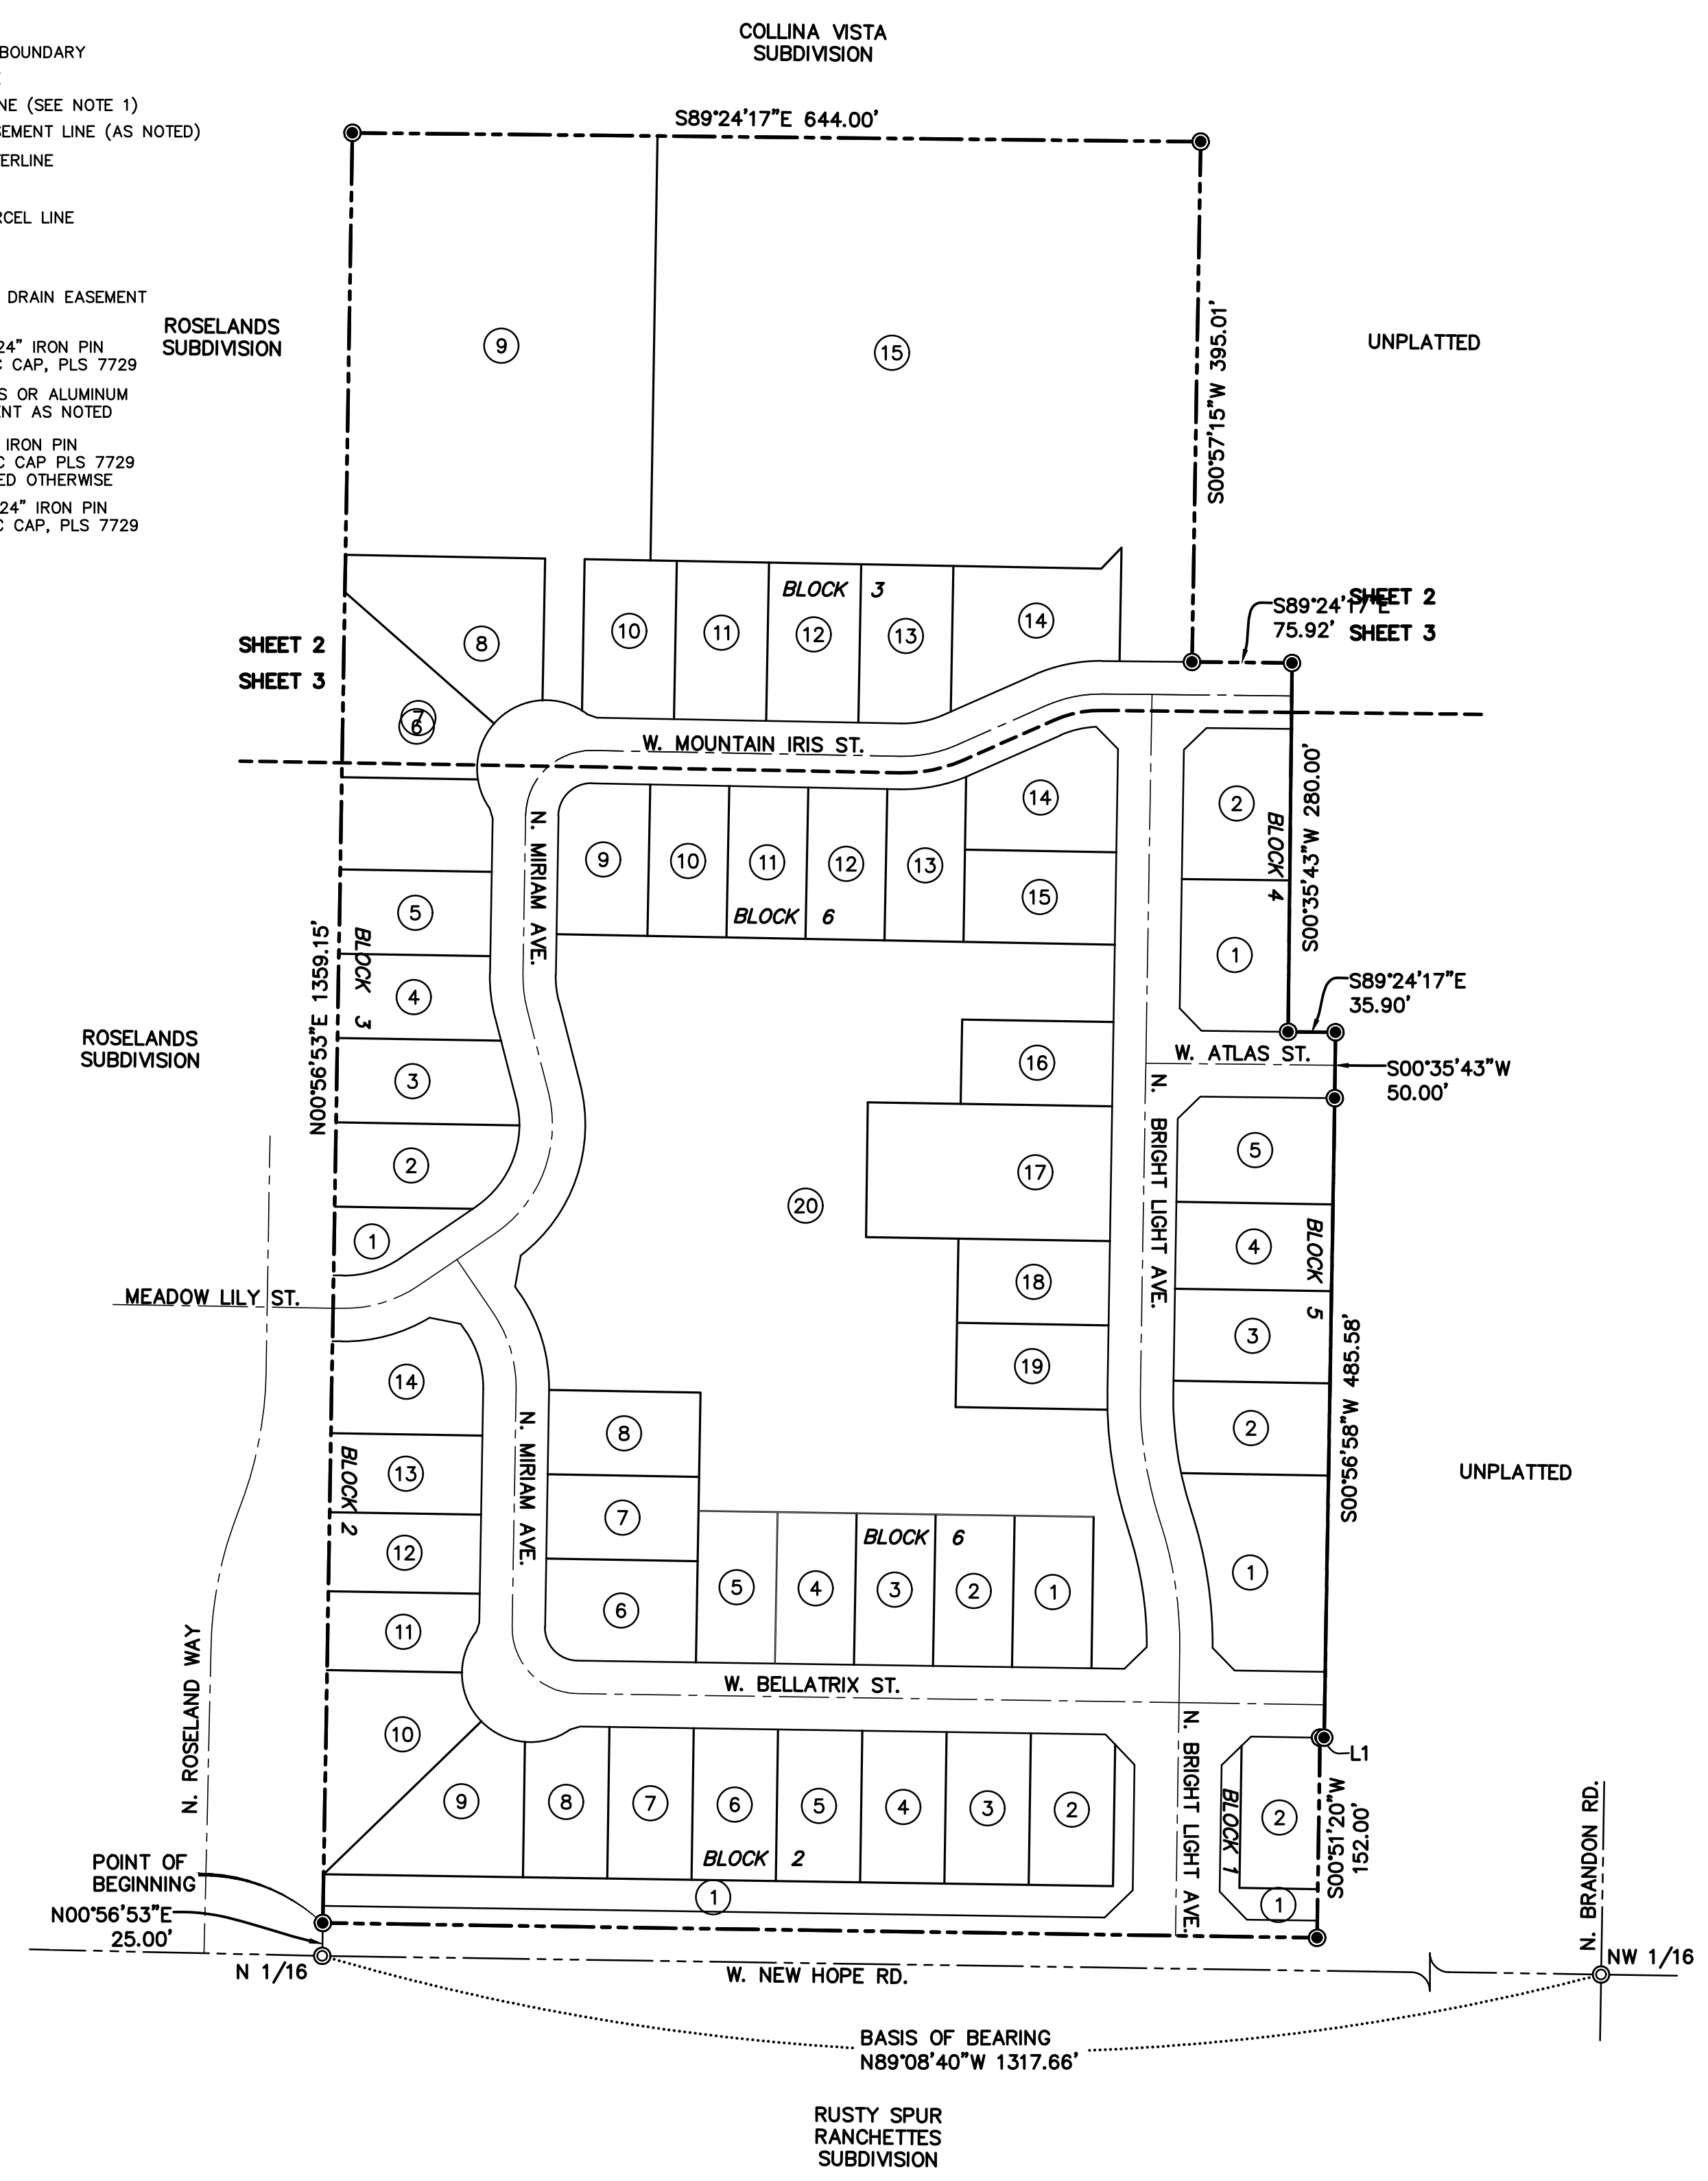 COLLINA VISTA
SUBDIVISION
BOUNDARY
NE (SEE NOTE 1)
SEMENT LINE (AS NOTED)
TERLINE
RCEL LINE
DRAIN EASEMENT
24" IRON PIN
C CAP, PLS 7729
S OR ALUMINUM
ENT AS NOTED
IRON PIN
C CAP PLS 7729
ED OTHERWISE
24" IRON PIN
C CAP, PLS 7729
S89°24'17"E 644.00'
ROSELANDS
SUBDIVISION
9
15
S00°57'15"W 395.01'
UNPLATTED
BLOCK 3
8
10
11
12
13
14
S89°24'17"E
75.92'
SHEET 2
SHEET 3
SHEET 2
SHEET 3
7
6
W. MOUNTAIN IRIS ST.
N. MIRIAM AVE.
9
10
11
12
13
14
15
BLOCK 6
2
1
BLOCK 4
S00°35'43"W 280.00'
S89°24'17"E
35.90'
W. ATLAS ST.
S00°35'43"W
50.00'
N00°56'53"E 1359.15'
BLOCK 3
5
4
3
2
1
ROSELANDS
SUBDIVISION
MEADOW LILY ST.
16
17
18
19
20
N. BRIGHT LIGHT AVE.
5
4
3
2
1
BLOCK 5
S00°56'58"W 485.58'
UNPLATTED
14
13
12
11
10
BLOCK 2
N. MIRIAM AVE.
8
7
6
BLOCK 6
5
4
3
2
1
W. BELLATRIX ST.
N. ROSELAND WAY
9
8
7
6
5
4
3
2
BLOCK 2
1
N. BRIGHT LIGHT AVE.
BLOCK 1
2
1
L1
S00°51'20"W
152.00'
N. BRANDON RD.
POINT OF
BEGINNING
N00°56'53"E
25.00'
N 1/16
W. NEW HOPE RD.
NW 1/16
BASIS OF BEARING
N89°08'40"W 1317.66'
RUSTY SPUR
RANCHETTES
SUBDIVISION